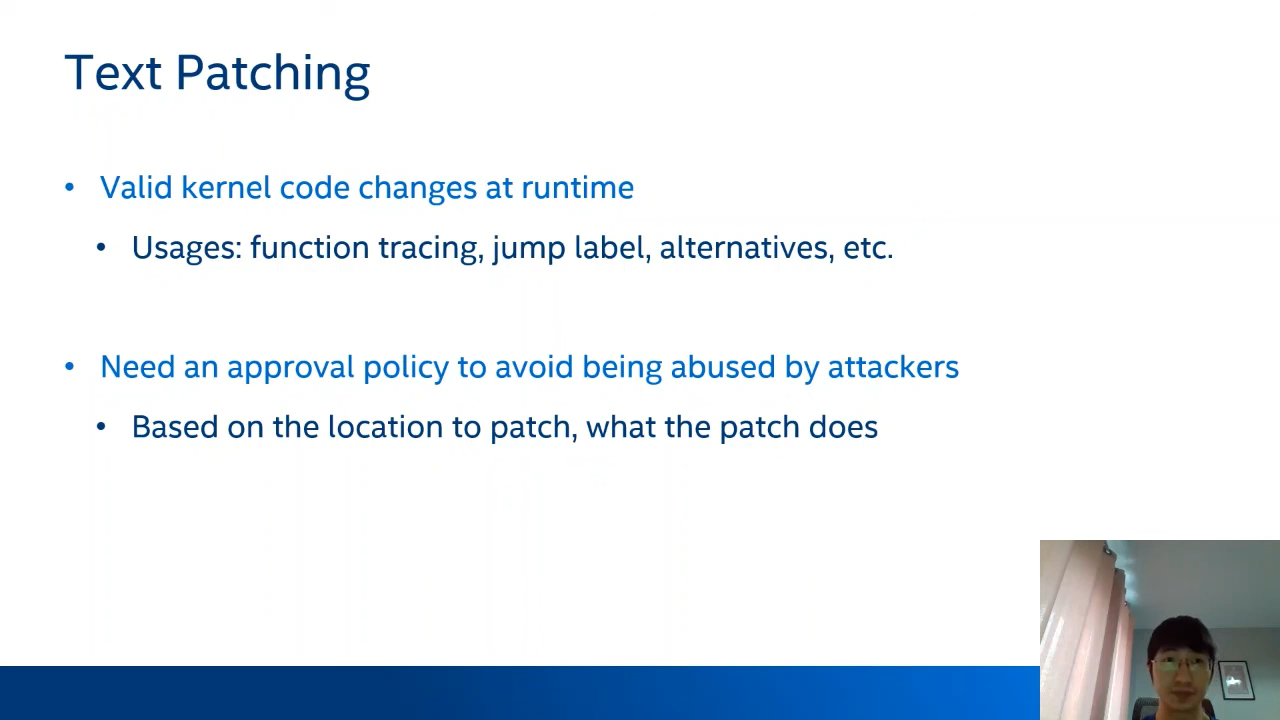 Text Patching
• Valid kernel code changes at runtime
• Usages: function tracing, jump label, alternatives, etc.
• Need an approval policy to avoid being abused by attackers
• Based on the location to patch, what the patch does